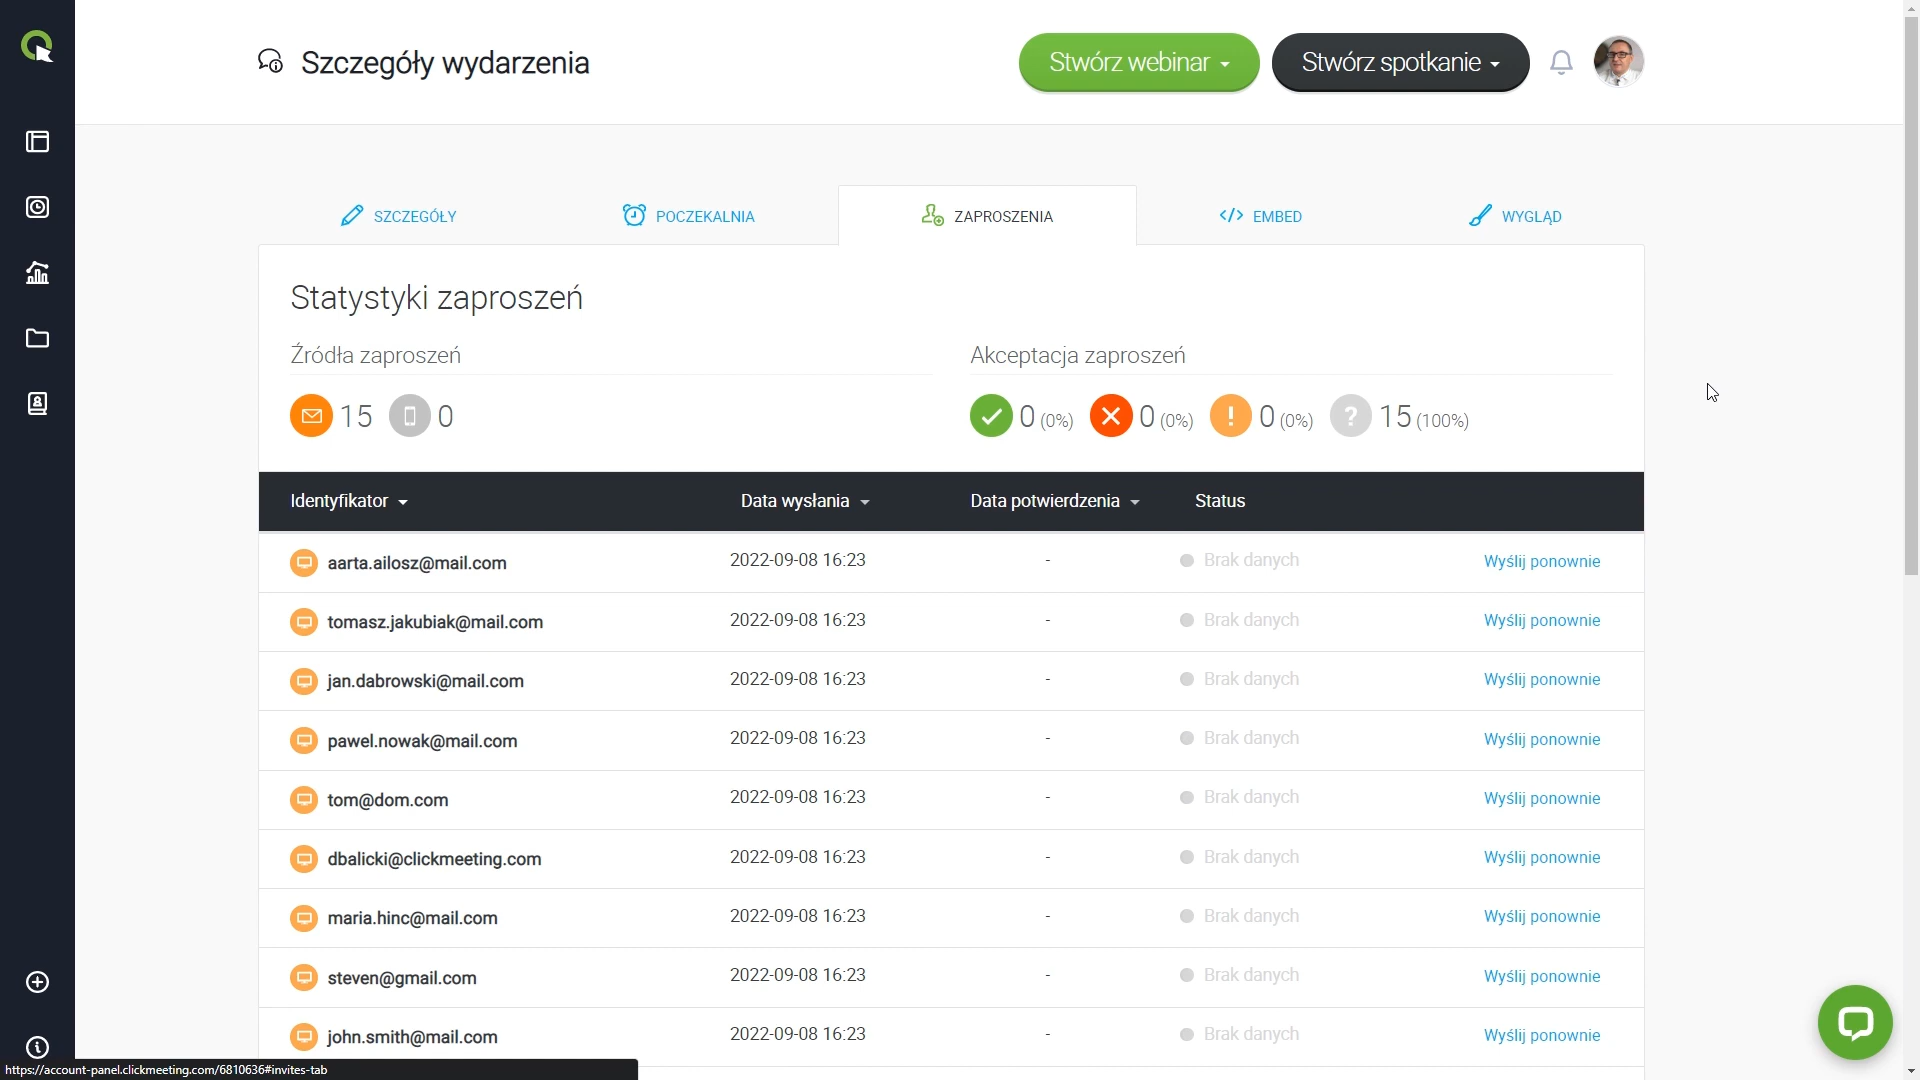 Szczegóły wydarzenia
Stwórz webinar
Stwórz spotkanie
SZCZEGÓŁY
POCZEKALNIA
ZAPROSZENIA
EMBED
WYGLĄD
Statystyki zaproszeń
Źródła zaproszeń
Akceptacja zaproszeń
15 0
0 (0%) 0 (0%) 0 (0%) 15 (100%)
Identyfikator Data wysłania Data potwierdzenia Status
aarta.ailosz@mail.com 2022-09-08 16:23 - Brak danych Wyślij ponownie
tomasz.jakubiak@mail.com 2022-09-08 16:23 - Brak danych Wyślij ponownie
jan.dabrowski@mail.com 2022-09-08 16:23 - Brak danych Wyślij ponownie
pawel.nowak@mail.com 2022-09-08 16:23 - Brak danych Wyślij ponownie
tom@dom.com 2022-09-08 16:23 - Brak danych Wyślij ponownie
dbalicki@clickmeeting.com 2022-09-08 16:23 - Brak danych Wyślij ponownie
maria.hinc@mail.com 2022-09-08 16:23 - Brak danych Wyślij ponownie
steven@gmail.com 2022-09-08 16:23 - Brak danych Wyślij ponownie
john.smith@mail.com 2022-09-08 16:23 - Brak danych Wyślij ponownie
https://account-panel.clickmeeting.com/6810636#invites-tab